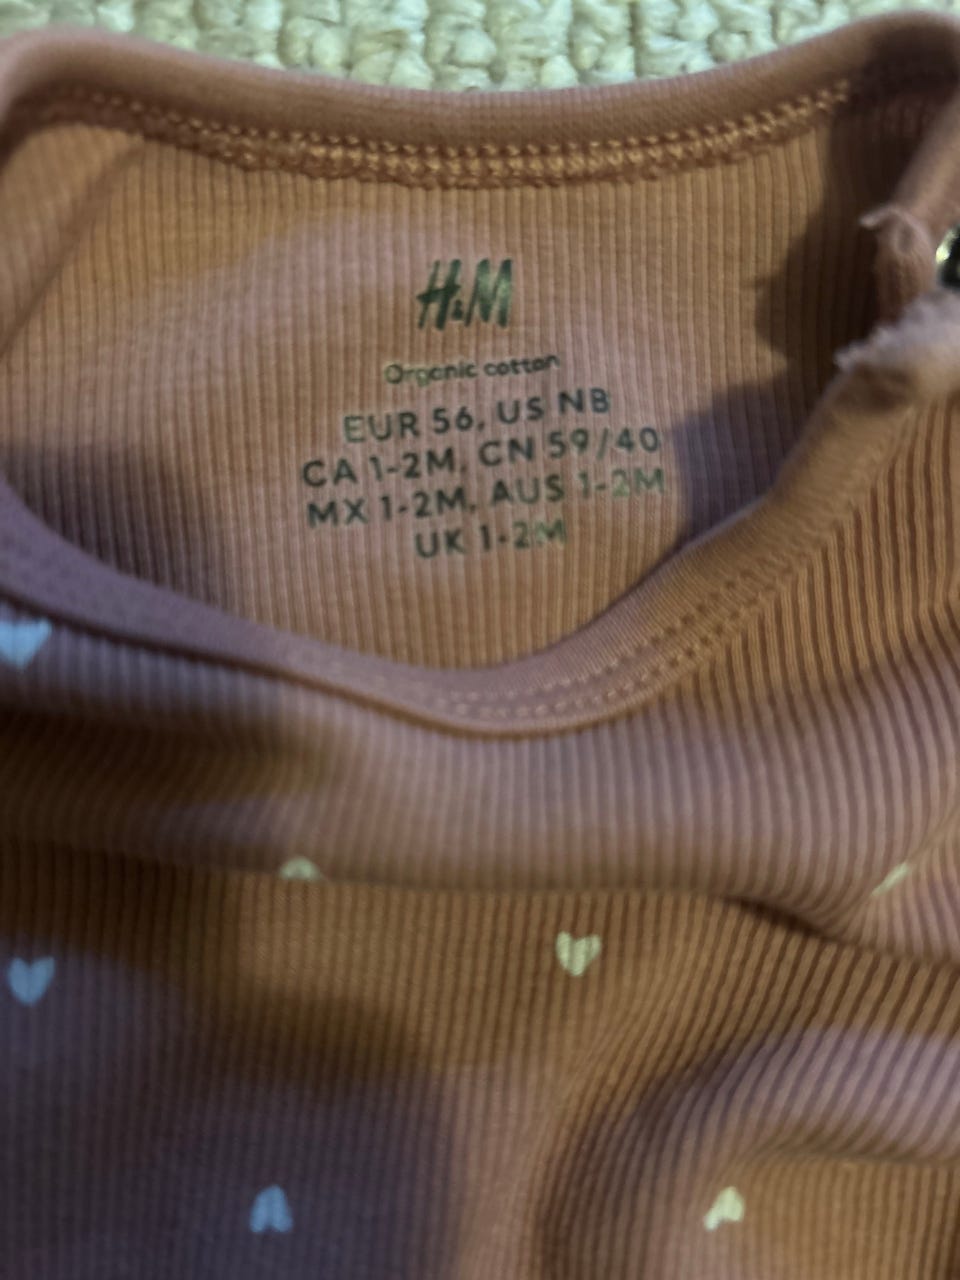 H&M
Organic cotton
EUR 56, US NB
CA 1-2M, CN 59/40
MX 1-2M, AUS 1-2M
UK 1-2M